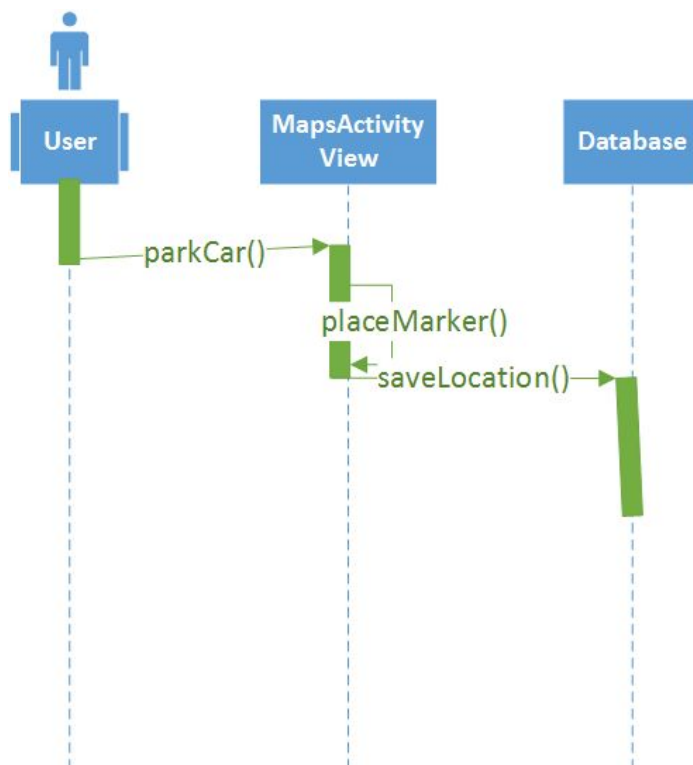 User
MapsActivity
View
Database
parkCar()
placeMarker()
saveLocation()